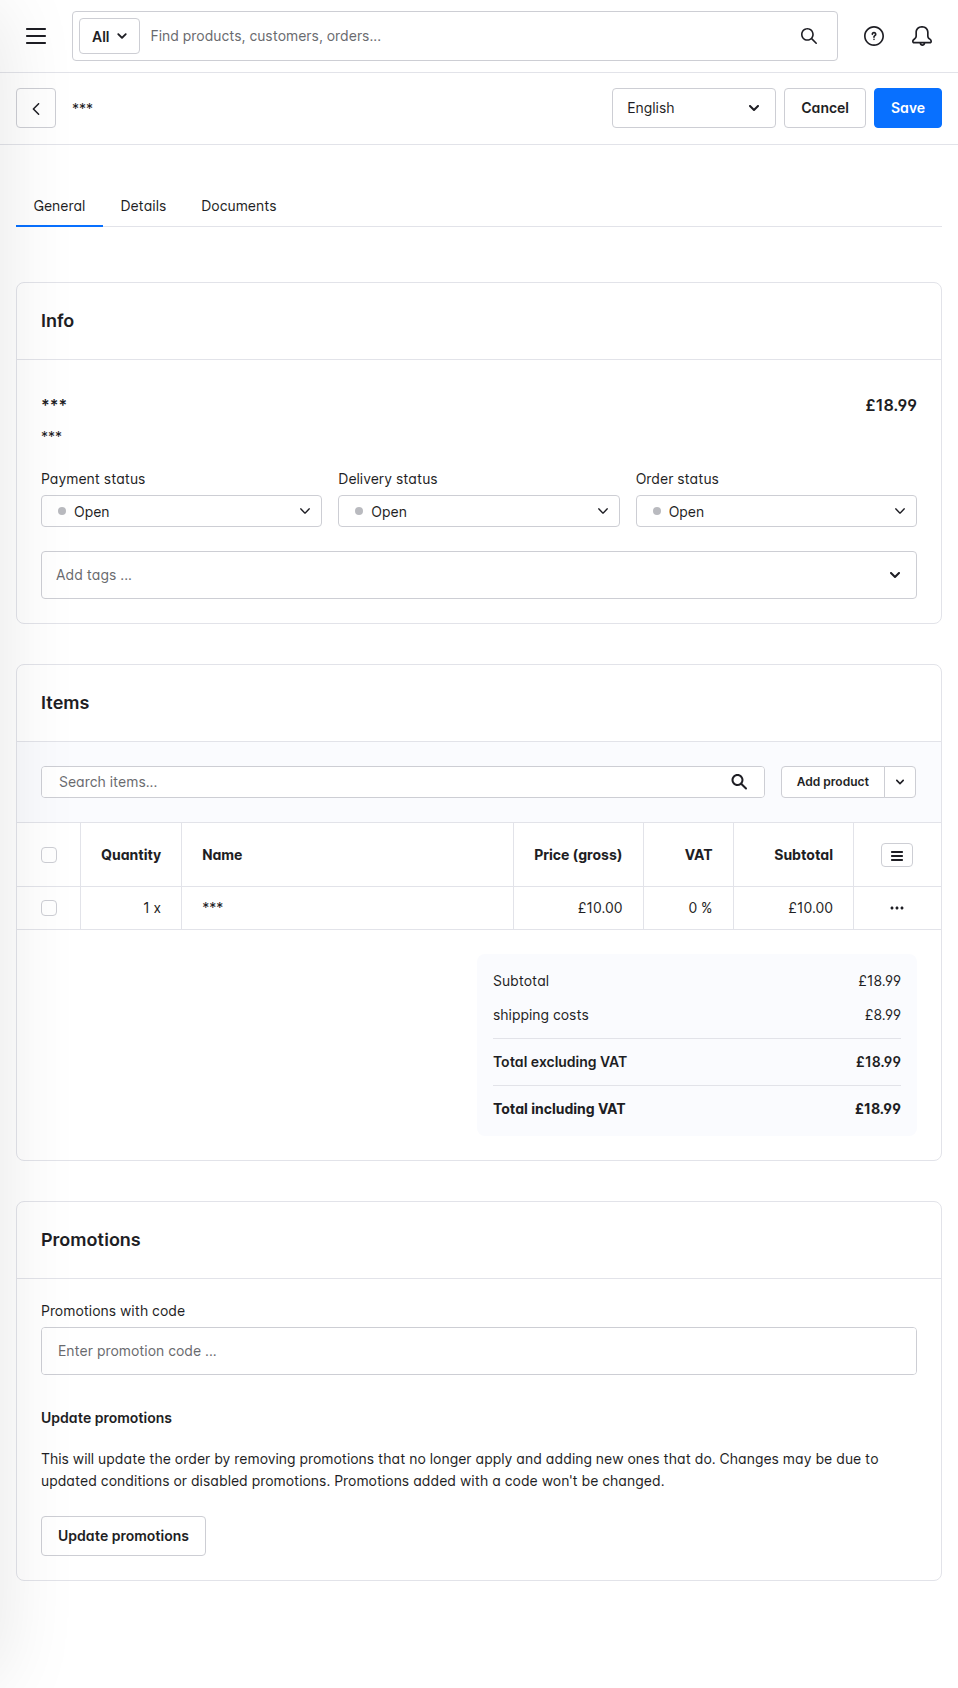 All
Find products, customers, orders...
***
English
Cancel
Save
General
Details
Documents
Info
***
£18.99
***
Payment status
Delivery status
Order status
Open
Open
Open
Add tags ...
Items
Search items...
Add product
Quantity
Name
Price (gross)
VAT
Subtotal
1 x
***
£10.00
0 %
£10.00
Subtotal
£18.99
shipping costs
£8.99
Total excluding VAT
£18.99
Total including VAT
£18.99
Promotions
Promotions with code
Enter promotion code ...
Update promotions
This will update the order by removing promotions that no longer apply and adding new ones that do. Changes may be due to
updated conditions or disabled promotions. Promotions added with a code won't be changed.
Update promotions